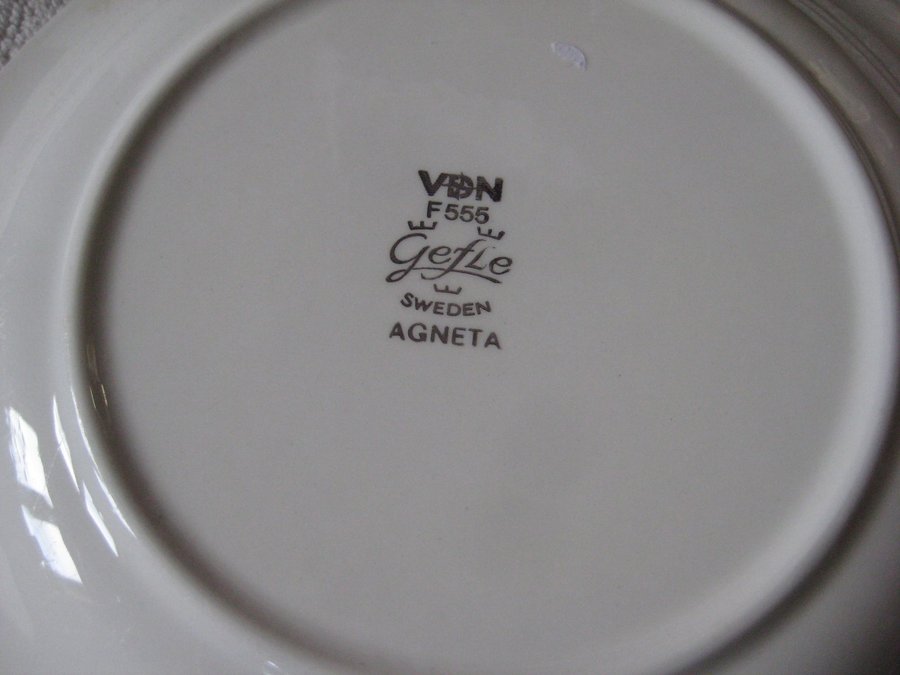 VDN
F555
Gefle
SWEDEN
AGNETA